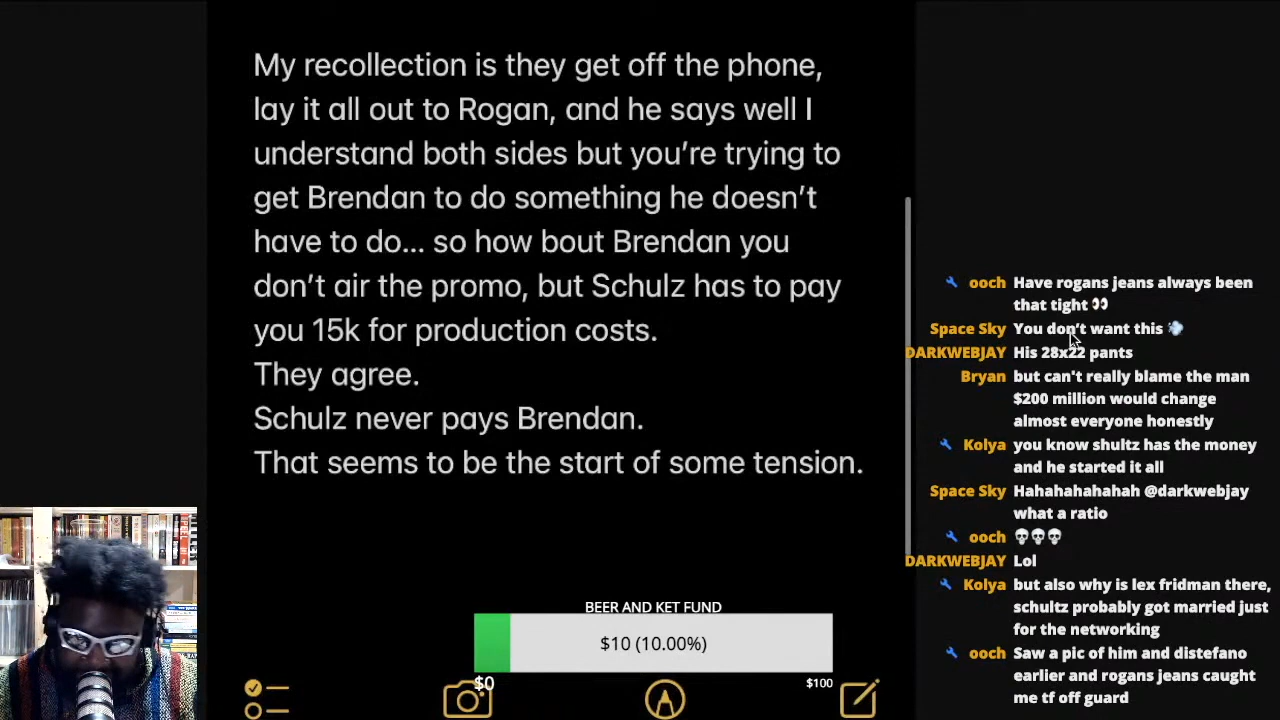 My recollection is they get off the phone,
lay it all out to Rogan, and he says well I
understand both sides but you're trying to
get Brendan to do something he doesn't
have to do... so how bout Brendan you
don't air the promo, but Schulz has to pay
you 15k for production costs.
They agree.
Schulz never pays Brendan.
That seems to be the start of some tension.
ooch Have rogans jeans always been
that tight 👀
Space Sky You don't want this 💨
DARKWEBJAY His 28x22 pants
Bryan but can't really blame the man
$200 million would change
almost everyone honestly
Kolya you know shultz has the money
and he started it all
Space Sky Hahahahahahah @darkwebjay
what a ratio
ooch 💀💀💀
DARKWEBJAY Lol
Kolya but also why is lex fridman there,
schultz probably got married just
for the networking
ooch Saw a pic of him and distefano
earlier and rogans jeans caught
me tf off guard
BEER AND KET FUND
$10 (10.00%)
$0
$100